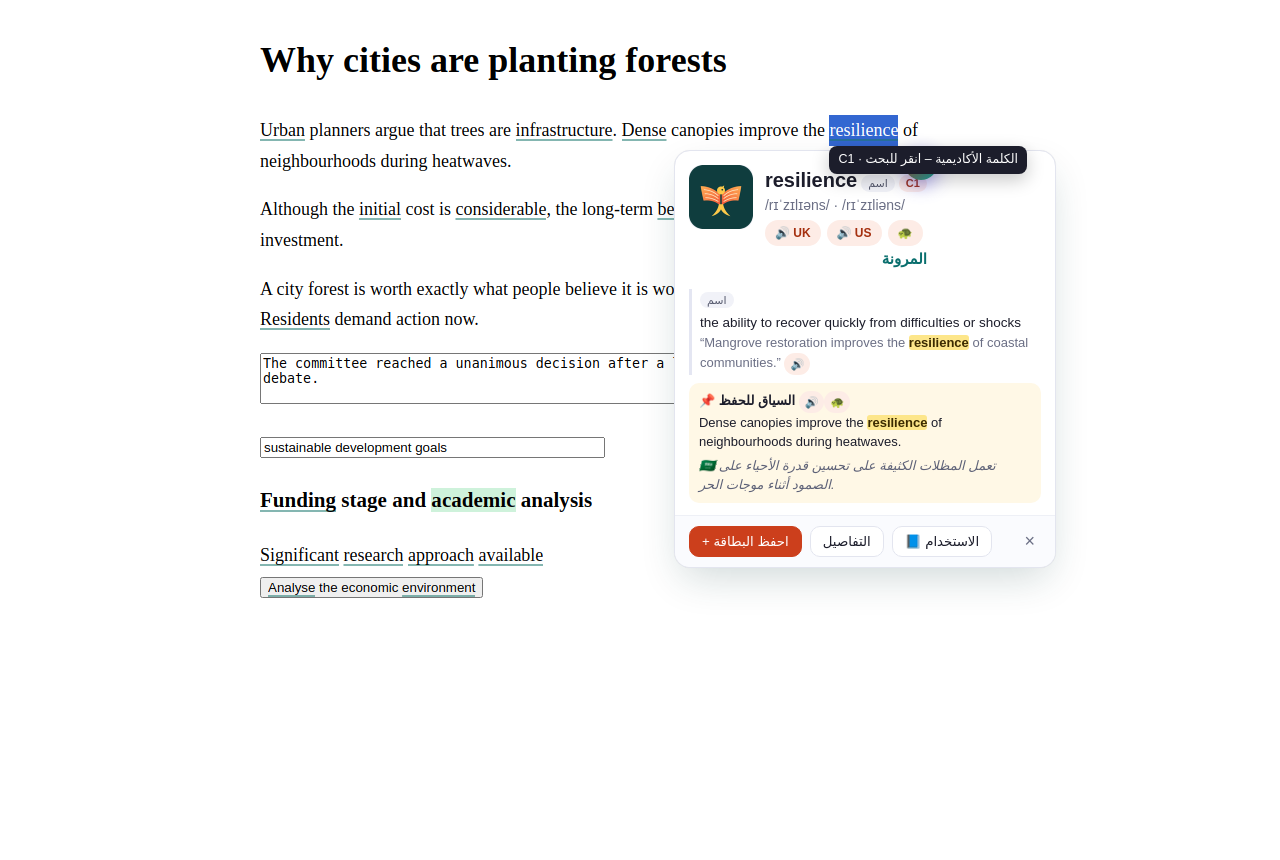 Why cities are planting forests
Urban planners argue that trees are infrastructure. Dense canopies improve the resilience of
neighbourhoods during heatwaves.
Although the initial cost is considerable, the long-term be
investment.
A city forest is worth exactly what people believe it is wo
Residents demand action now.
The committee reached a unanimous decision after a
debate.
sustainable development goals
Funding stage and academic analysis
Significant research approach available
Analyse the economic environment
C1 · الكلمة الأكاديمية – انقر للبحث
resilience اسم C1
/rɪˈzɪlɪəns/ · /rɪˈzɪliəns/
🔊 UK 🔊 US 🐢
المرونة
اسم
the ability to recover quickly from difficulties or shocks
“Mangrove restoration improves the resilience of coastal
communities.” 🔊
📌 السياق للحفظ 🔊 🐢
Dense canopies improve the resilience of
neighbourhoods during heatwaves.
🇸🇦 تعمل المظلات الكثيفة على تحسين قدرة الأحياء على
الصمود أثناء موجات الحر.
+ احفظ البطاقة التفاصيل 📘 الاستخدام ×